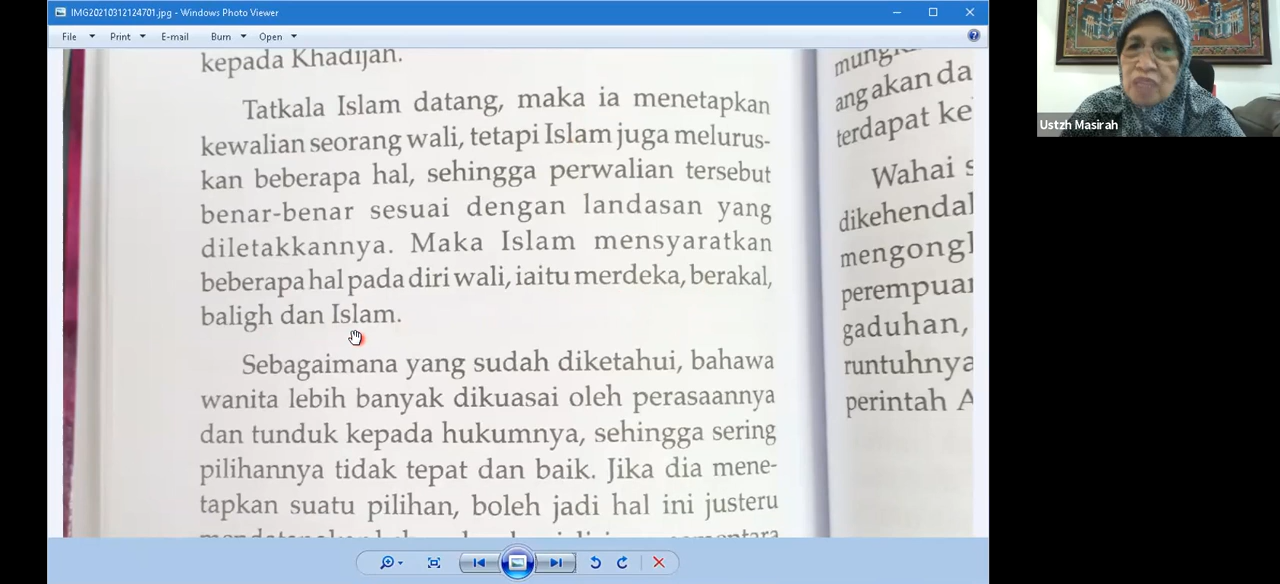 IMG20210312124701.jpg - Windows Photo Viewer
File Print E-mail Burn Open
kepada Khadijah.
Tatkala Islam datang, maka ia menetapkan
kewalian seorang wali, tetapi Islam juga melurus-
kan beberapa hal, sehingga perwalian tersebut
benar-benar sesuai dengan landasan yang
diletakkannya. Maka Islam mensyaratkan
beberapa hal pada diri wali, iaitu merdeka, berakal,
baligh dan Islam.
Sebagaimana yang sudah diketahui, bahawa
wanita lebih banyak dikuasai oleh perasaannya
dan tunduk kepada hukumnya, sehingga sering
pilihannya tidak tepat dan baik. Jika dia mene-
tapkan suatu pilihan, boleh jadi hal ini justeru
ang akan da
terdapat ke
Wahai s
dikehendal
mengongl
perempuar
gaduhan,
runtuhnya
perintah A
Ustzh Masirah